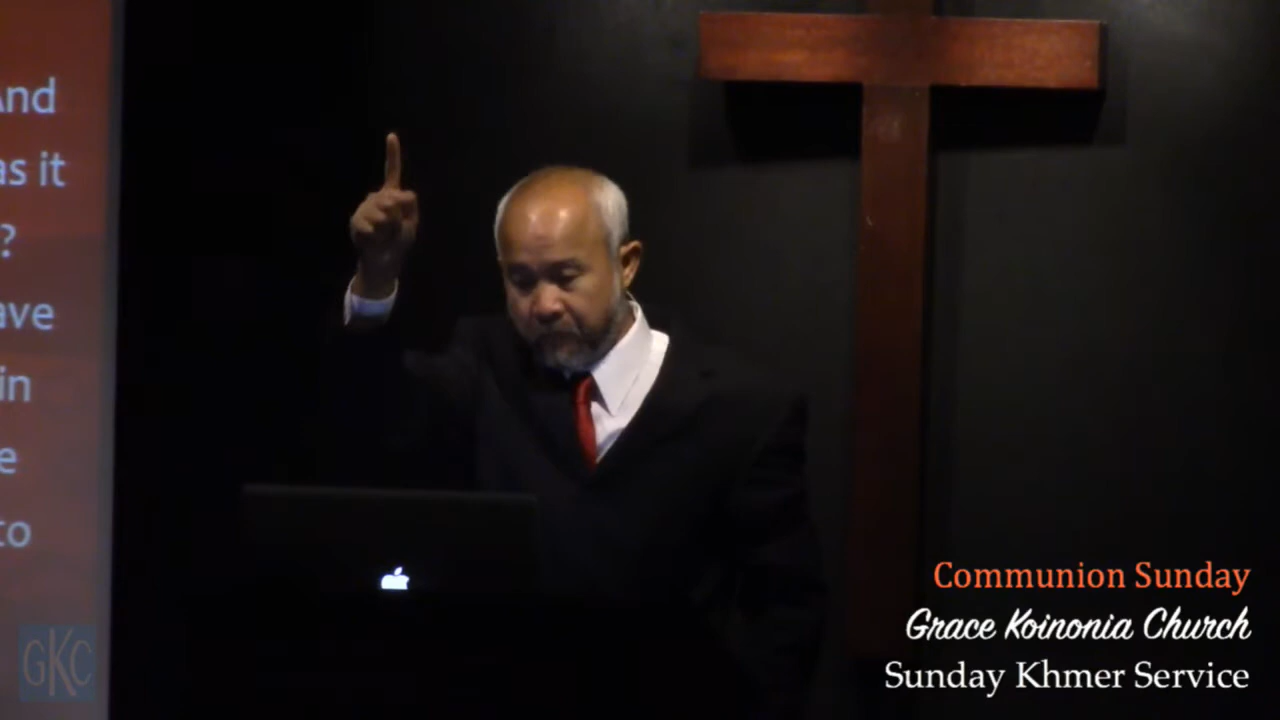 And
as it
?
ave
in
e
to
GKC
Communion Sunday
Grace Koinonia Church
Sunday Khmer Service